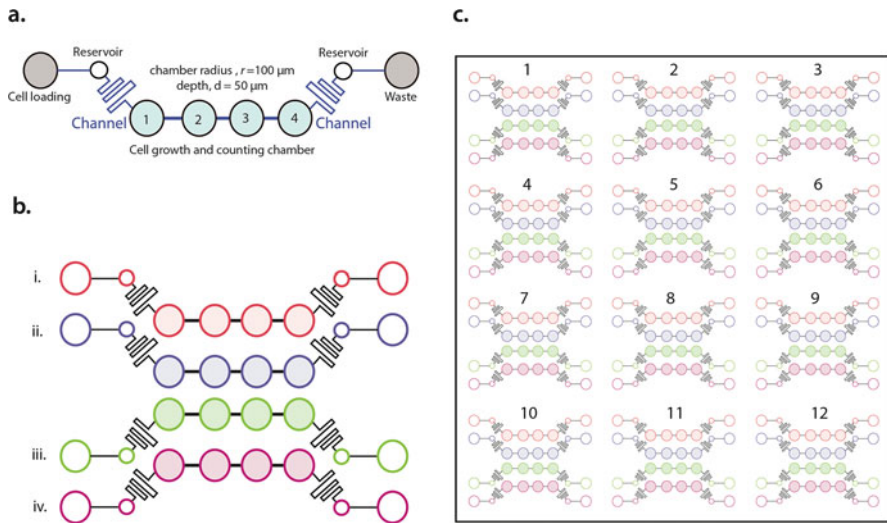 a.
Reservoir
Reservoir
chamber radius , r=100 µm
depth, d = 50 µm
Cell loading
Waste
Channel
1
2
3
4
Channel
Cell growth and counting chamber
b.
i.
ii.
iii.
iv.
c.
1
2
3
4
5
6
7
8
9
10
11
12